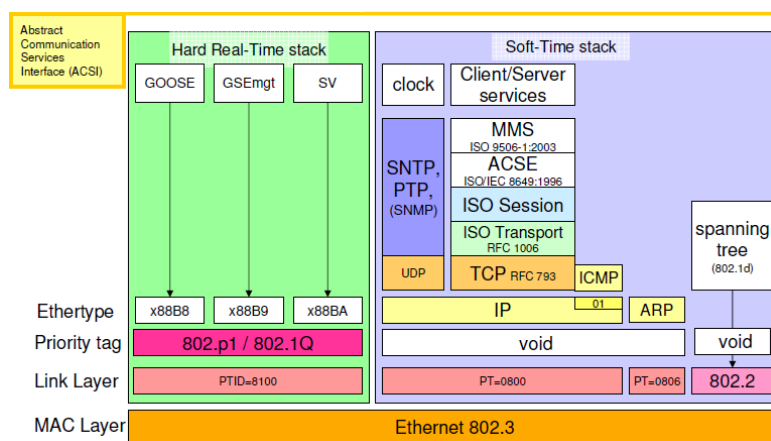 Abstract
Communication
Services
Interface (ACSI)
Hard Real-Time stack
Soft-Time stack
GOOSE
GSEmgt
SV
clock
Client/Server
services
SNTP,
PTP,
(SNMP)
MMS
ISO 9506-1:2003
ACSE
ISO/IEC 8649:1996
ISO Session
ISO Transport
RFC 1006
spanning
tree
(802.1d)
UDP
TCP RFC 793
ICMP
Ethertype
x88B8
x88B9
x88BA
IP
01
ARP
Priority tag
802.p1 / 802.1Q
void
void
Link Layer
PTID=8100
PT=0800
PT=0806
802.2
MAC Layer
Ethernet 802.3